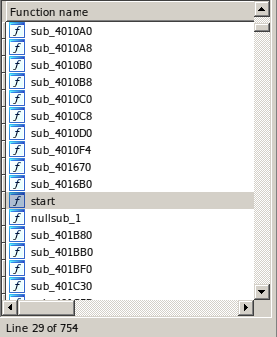 Function name
f sub_4010A0
f sub_4010A8
f sub_4010B0
f sub_4010B8
f sub_4010C0
f sub_4010C8
f sub_4010D0
f sub_4010F4
f sub_401670
f sub_4016B0
f start
f nullsub_1
f sub_401B80
f sub_401BB0
f sub_401BF0
f sub_401C30
Line 29 of 754